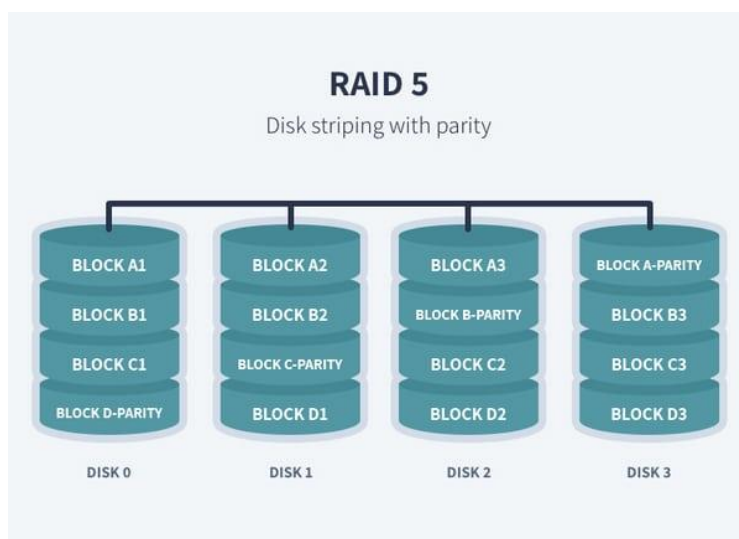 RAID 5
Disk striping with parity
BLOCK A1 BLOCK A2 BLOCK A3 BLOCK A-PARITY
BLOCK B1 BLOCK B2 BLOCK B-PARITY BLOCK B3
BLOCK C1 BLOCK C-PARITY BLOCK C2 BLOCK C3
BLOCK D-PARITY BLOCK D1 BLOCK D2 BLOCK D3
DISK 0 DISK 1 DISK 2 DISK 3